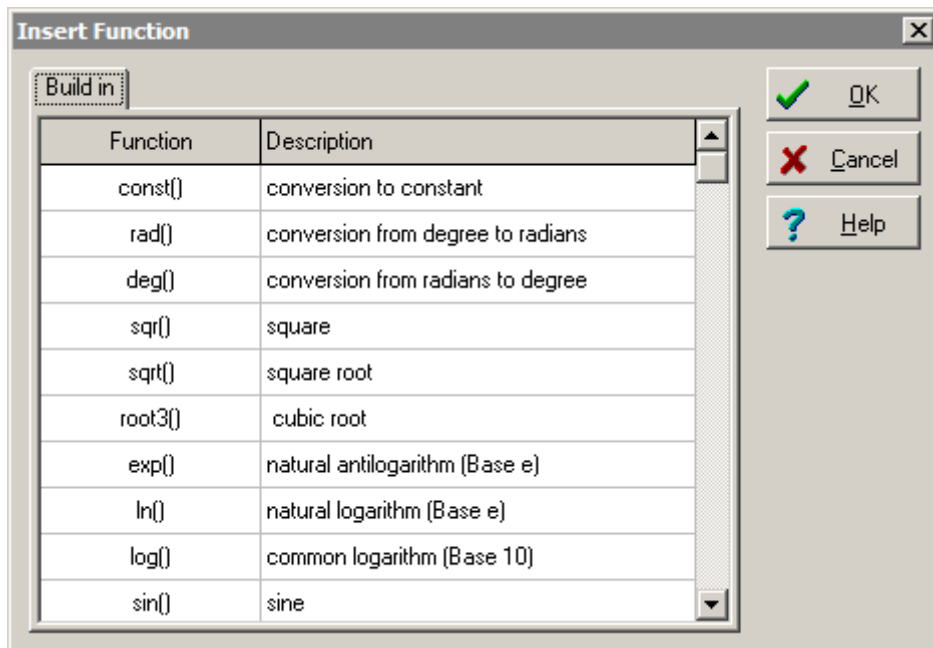 Insert Function
Build in
Function Description
const() conversion to constant
rad() conversion from degree to radians
deg() conversion from radians to degree
sqr() square
sqrt() square root
root3() cubic root
exp() natural antilogarithm (Base e)
ln() natural logarithm (Base e)
log() common logarithm (Base 10)
sin() sine
OK
Cancel
Help